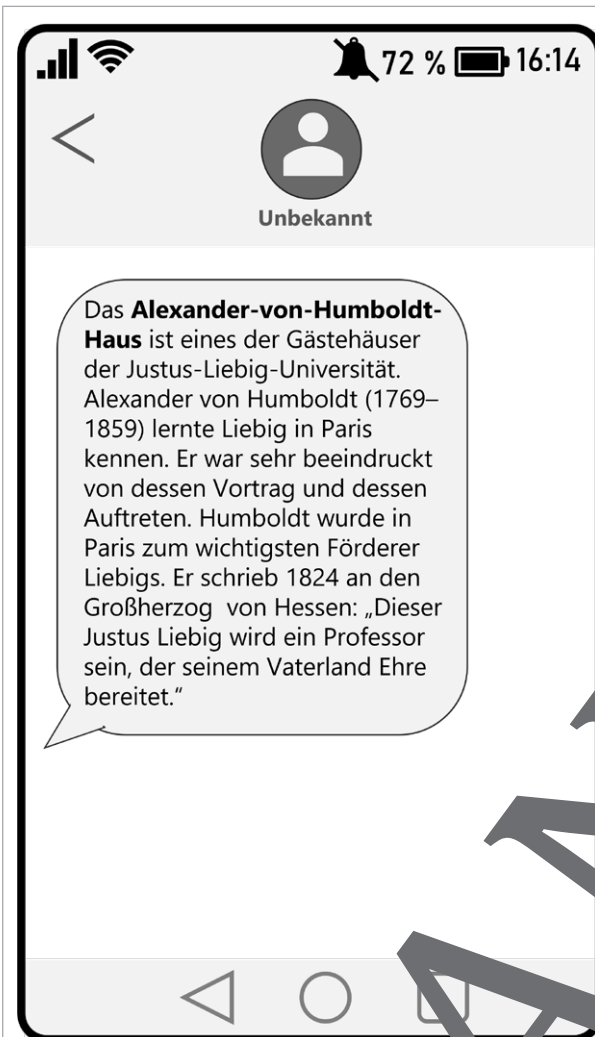 72 % 16:14
Unbekannt
Das Alexander-von-Humboldt-
Haus ist eines der Gästehäuser
der Justus-Liebig-Universität.
Alexander von Humboldt (1769–
1859) lernte Liebig in Paris
kennen. Er war sehr beeindruckt
von dessen Vortrag und dessen
Auftreten. Humboldt wurde in
Paris zum wichtigsten Förderer
Liebigs. Er schrieb 1824 an den
Großherzog  von Hessen: „Dieser
Justus Liebig wird ein Professor
sein, der seinem Vaterland Ehre
bereitet.“